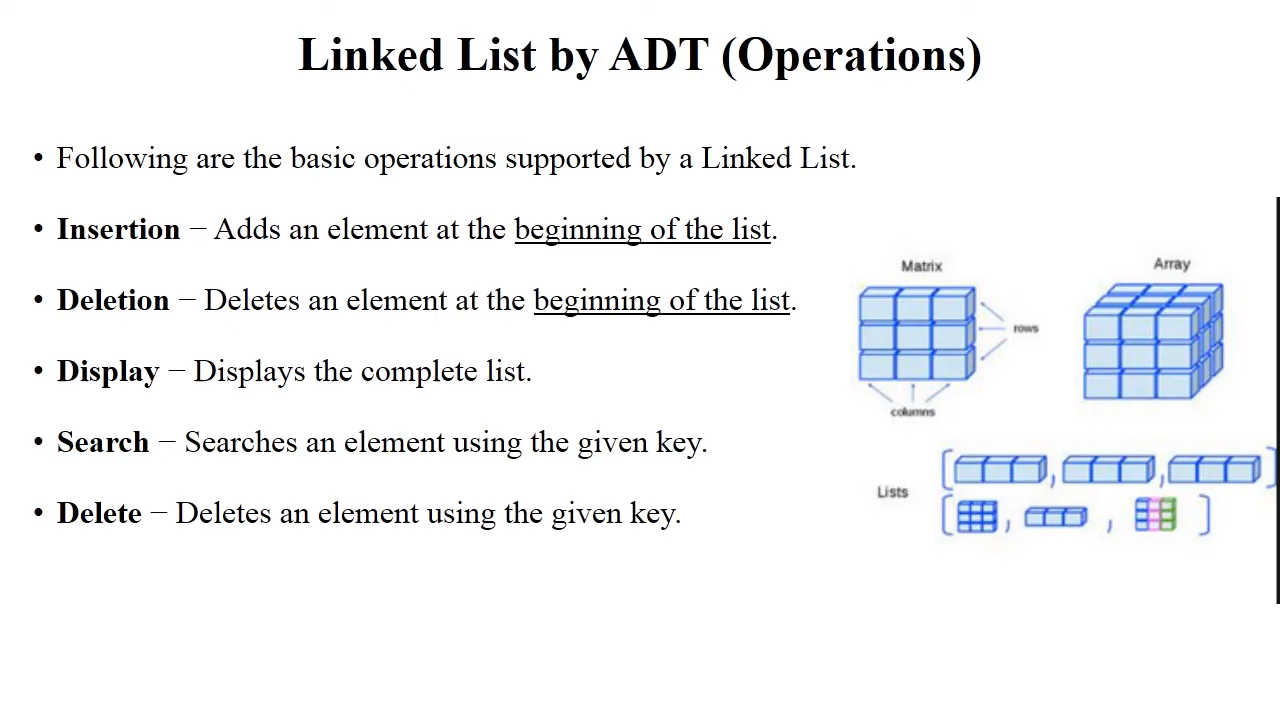 Linked List by ADT (Operations)
• Following are the basic operations supported by a Linked List.
• Insertion − Adds an element at the beginning of the list.
• Deletion − Deletes an element at the beginning of the list.
• Display − Displays the complete list.
• Search − Searches an element using the given key.
• Delete − Deletes an element using the given key.
Matrix
Array
rows
columns
Lists